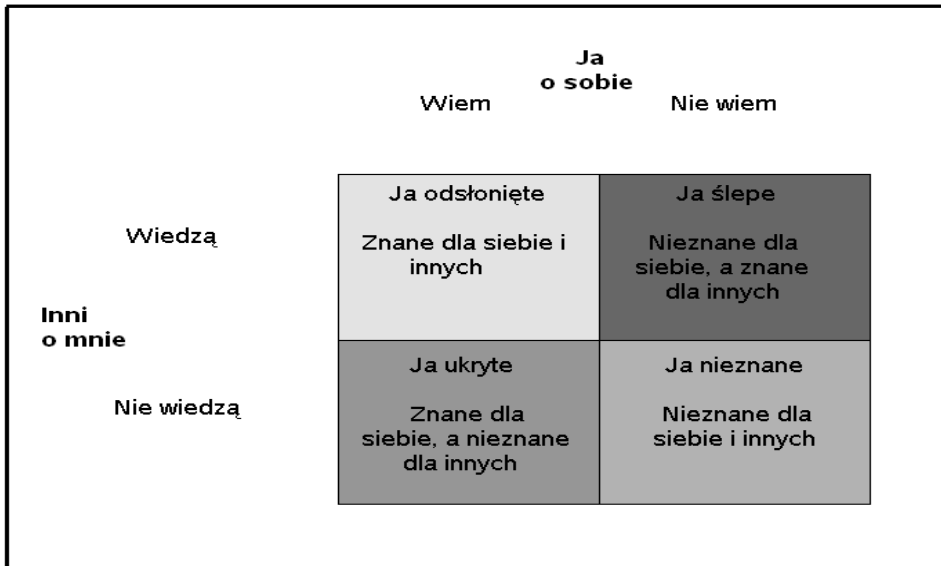 Ja
o sobie
Wiem
Nie wiem
Ja odsłonięte
Znane dla siebie i
innych
Ja ślepe
Nieznane dla
siebie, a znane
dla innych
Wiedzą
Inni
o mnie
Nie wiedzą
Ja ukryte
Znane dla
siebie, a nieznane
dla innych
Ja nieznane
Nieznane dla
siebie i innych